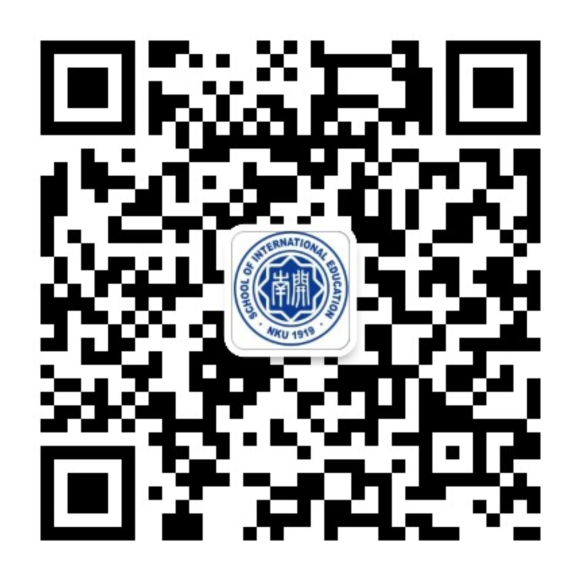 SCHOOL OF INTERNATIONAL EDUCATION
南開
· NKU 1919 ·